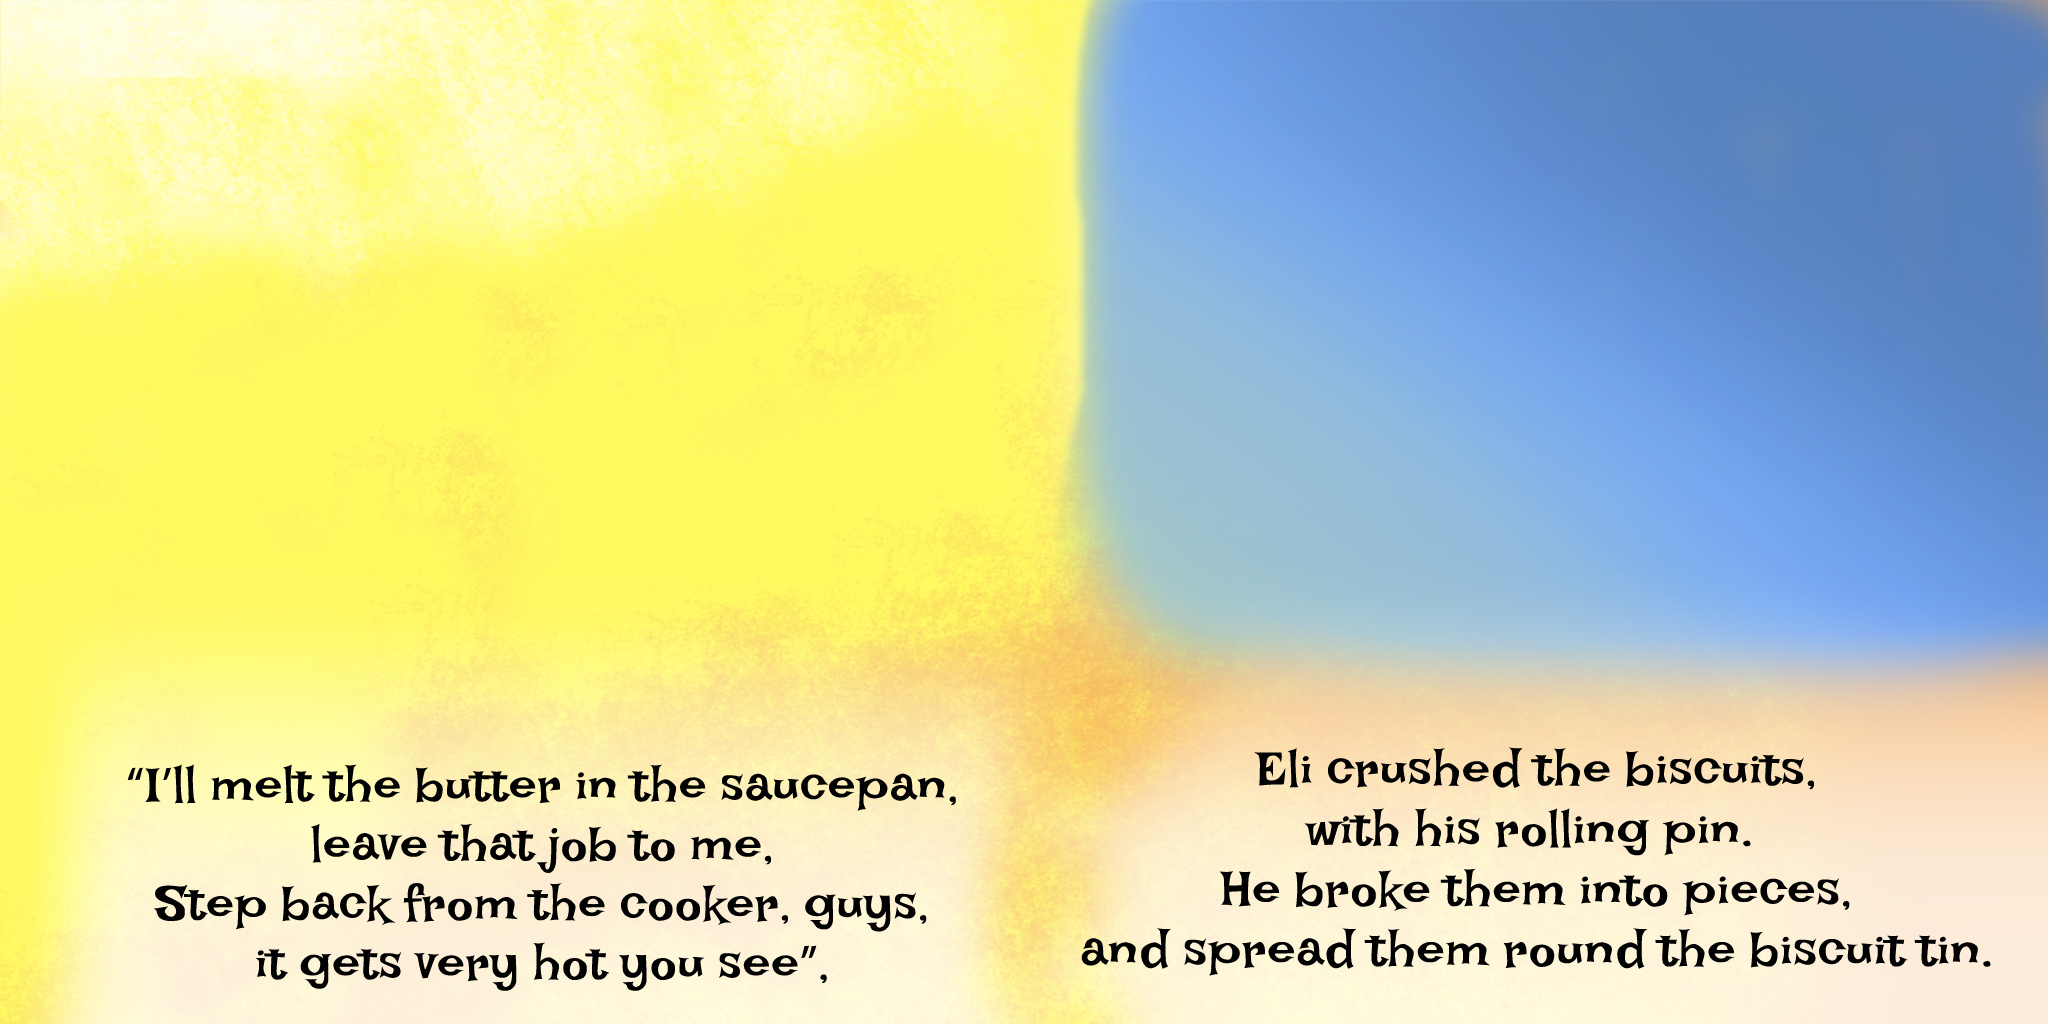 “I’ll melt the butter in the saucepan,
leave that job to me,
Step back from the cooker, guys,
it gets very hot you see”,
Eli crushed the biscuits,
with his rolling pin.
He broke them into pieces,
and spread them round the biscuit tin.